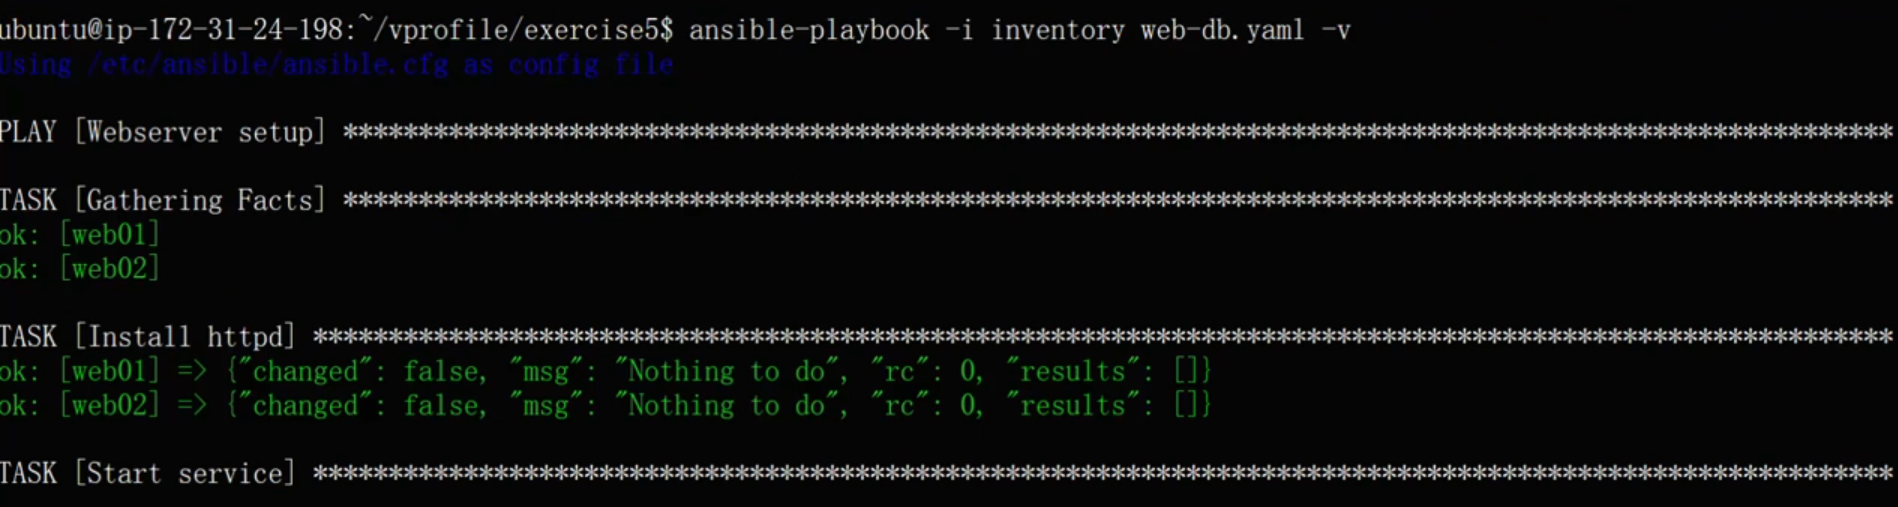 ubuntu@ip-172-31-24-198:~/vprofile/exercise5$ ansible-playbook -i inventory web-db.yaml -v
Using /etc/ansible/ansible.cfg as config file
PLAY [Webserver setup] *******************************************************************************************************
TASK [Gathering Facts] *******************************************************************************************************
ok: [web01]
ok: [web02]
TASK [Install httpd] *********************************************************************************************************
ok: [web01] => {"changed": false, "msg": "Nothing to do", "rc": 0, "results": []}
ok: [web02] => {"changed": false, "msg": "Nothing to do", "rc": 0, "results": []}
TASK [Start service] *********************************************************************************************************